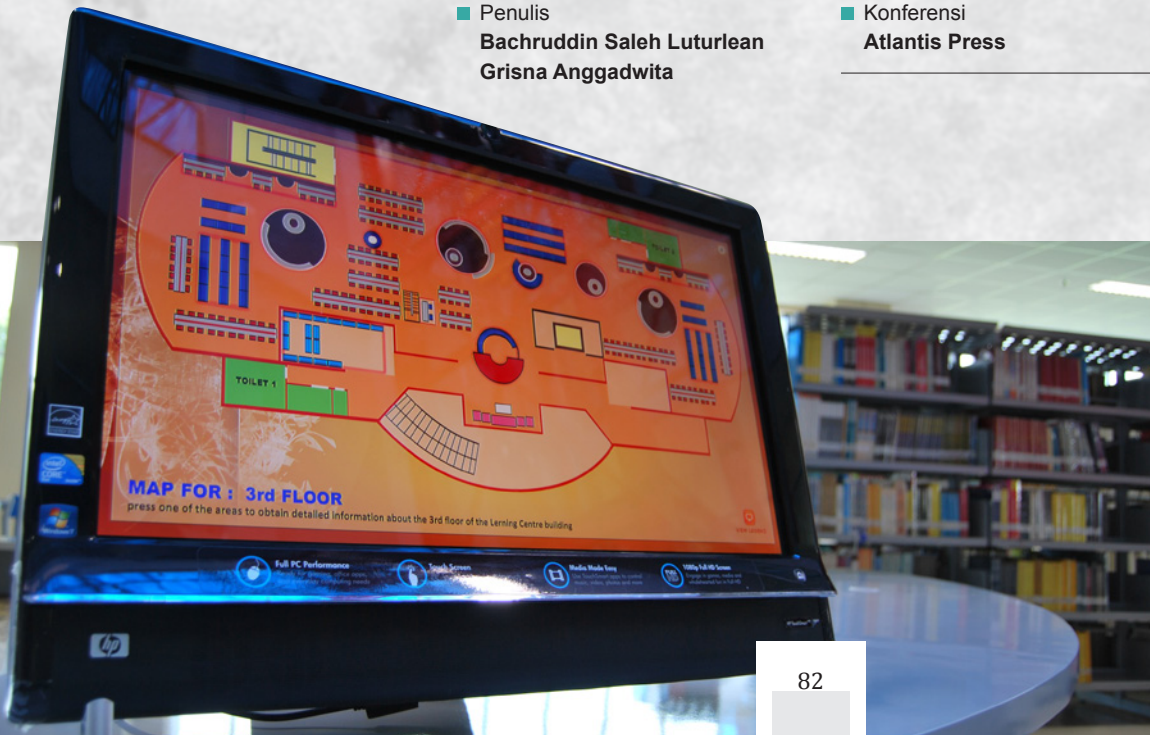 Penulis
Bachruddin Saleh Luturlean
Grisna Anggadwita
Konferensi
Atlantis Press
TOILET 1
MAP FOR : 3rd FLOOR
press one of the areas to obtain detailed information about the 3rd floor of the Lerning Centre building
Full PC Performance
Touch Screen
Media Made Easy
1080p Full HD Screen
hp
82